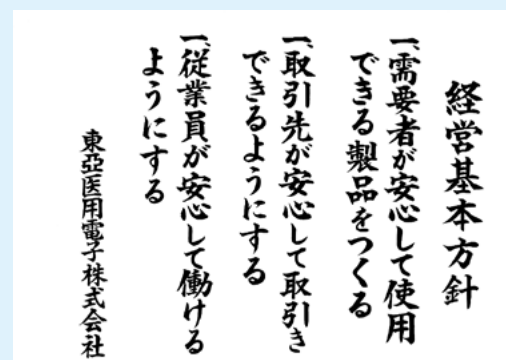 経営基本方針
一、需要者が安心して使用
できる製品をつくる
一、取引先が安心して取引き
できるようにする
一、従業員が安心して働ける
ようにする
東亞医用電子株式会社